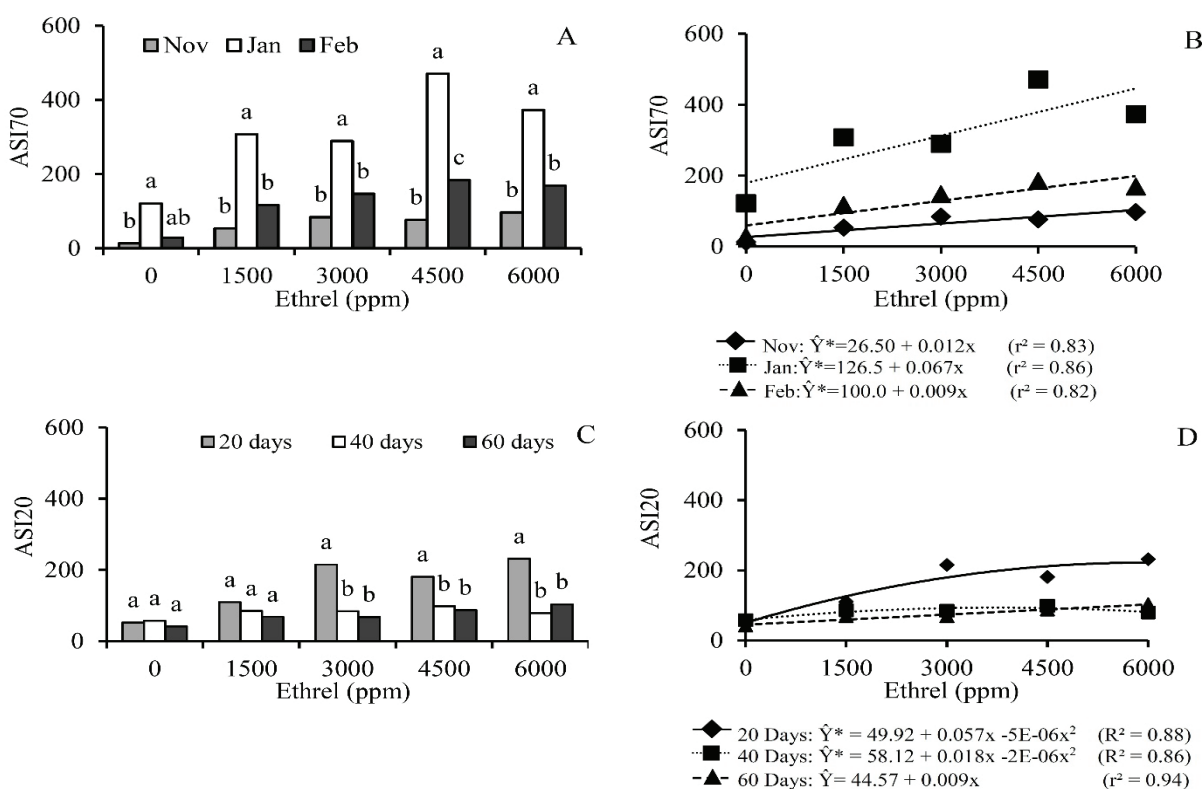 A
Nov Jan Feb
ASI70
600
400
200
0
b a ab
b a b
b a b
b a c
b a b
0 1500 3000 4500 6000
Ethrel (ppm)
B
ASI70
600
400
200
0
0 1500 3000 4500 6000
Ethrel (ppm)
Nov: Ŷ*=26.50 + 0.012x (r² = 0.83)
Jan:Ŷ*=126.5 + 0.067x (r² = 0.86)
Feb:Ŷ*=100.0 + 0.009x (r² = 0.82)
C
20 days 40 days 60 days
ASI20
600
400
200
0
a a a
a a a
a b b
a b b
a b b
0 1500 3000 4500 6000
Ethrel (ppm)
D
ASI20
600
400
200
0
0 1500 3000 4500 6000
Ethrel (ppm)
20 Days: Ŷ* = 49.92 + 0.057x -5E-06x² (R² = 0.88)
40 Days: Ŷ* = 58.12 + 0.018x -2E-06x² (R² = 0.86)
60 Days: Ŷ= 44.57 + 0.009x (r² = 0.94)